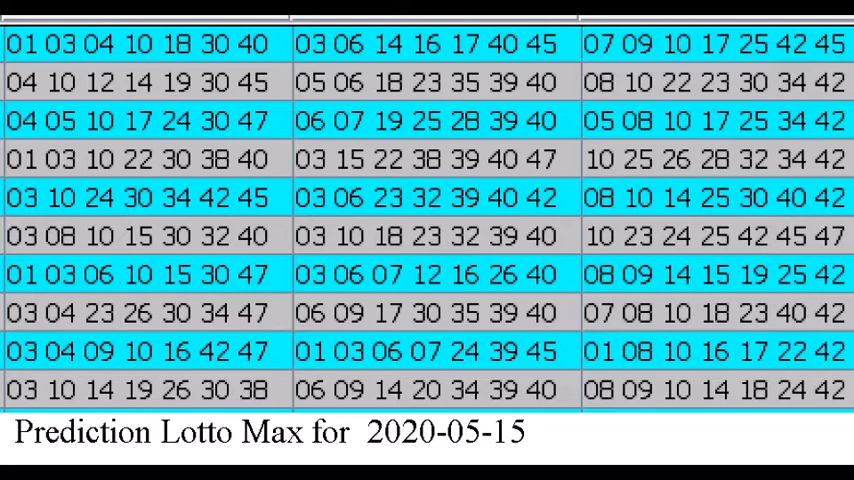 01 03 04 10 18 30 40 03 06 14 16 17 40 45 07 09 10 17 25 42 45
04 10 12 14 19 30 45 05 06 18 23 35 39 40 08 10 22 23 30 34 42
04 05 10 17 24 30 47 06 07 19 25 28 39 40 05 08 10 17 25 34 42
01 03 10 22 30 38 40 03 15 22 38 39 40 47 10 25 26 28 32 34 42
03 10 24 30 34 42 45 03 06 23 32 39 40 42 08 10 14 25 30 40 42
03 08 10 15 30 32 40 03 10 18 23 32 39 40 10 23 24 25 42 45 47
01 03 06 10 15 30 47 03 06 07 12 16 26 40 08 09 14 15 19 25 42
03 04 23 26 30 34 47 06 09 17 30 35 39 40 07 08 10 18 23 40 42
03 04 09 10 16 42 47 01 03 06 07 24 39 45 01 08 10 16 17 22 42
03 10 14 19 26 30 38 06 09 14 20 34 39 40 08 09 10 14 18 24 42
Prediction Lotto Max for 2020-05-15